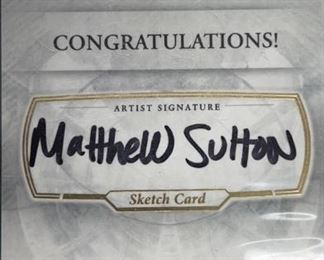 CONGRATULATIONS!
ARTIST SIGNATURE
Matthew Sutton
Sketch Card